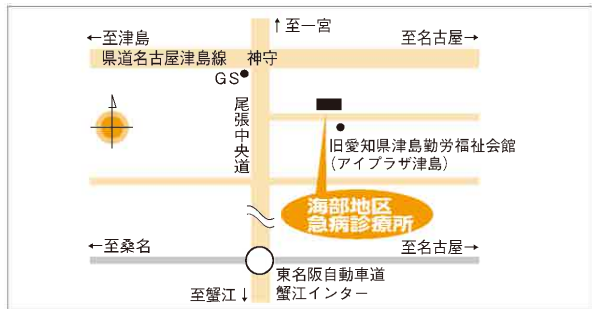 ↑至一宮
←至津島
至名古屋→
県道名古屋津島線
神守
GS
尾張中央道
旧愛知県津島勤労福祉会館
(アイプラザ津島)
海部地区
急病診療所
←至桑名
至名古屋→
東名阪自動車道
蟹江インター
至蟹江↓